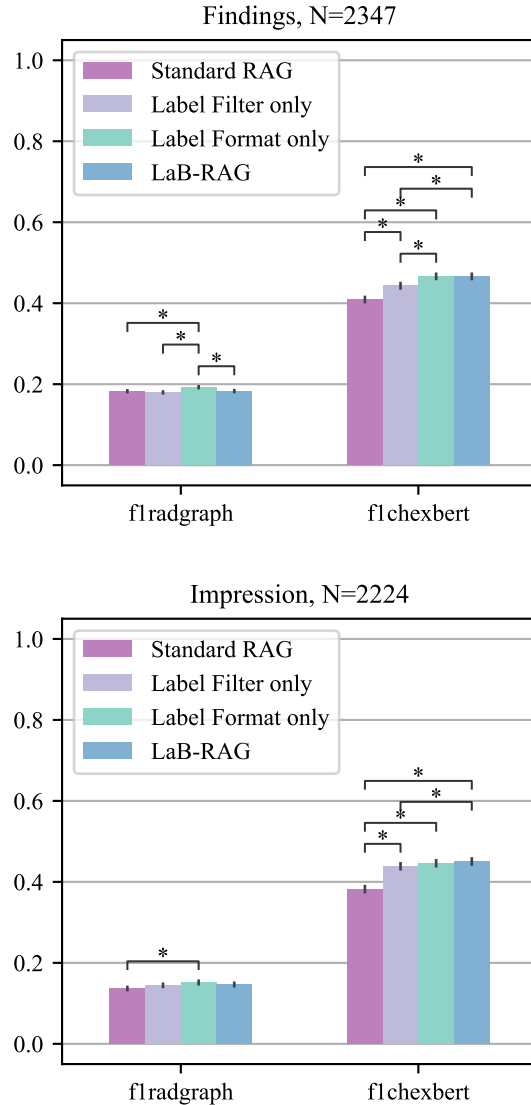 Findings, N=2347
1.0
0.8
0.6
0.4
0.2
0.0
Standard RAG
Label Filter only
Label Format only
LaB-RAG
*
*
*
*
*
*
*
*
f1radgraph
f1chexbert
Impression, N=2224
1.0
0.8
0.6
0.4
0.2
0.0
Standard RAG
Label Filter only
Label Format only
LaB-RAG
*
*
*
*
*
f1radgraph
f1chexbert